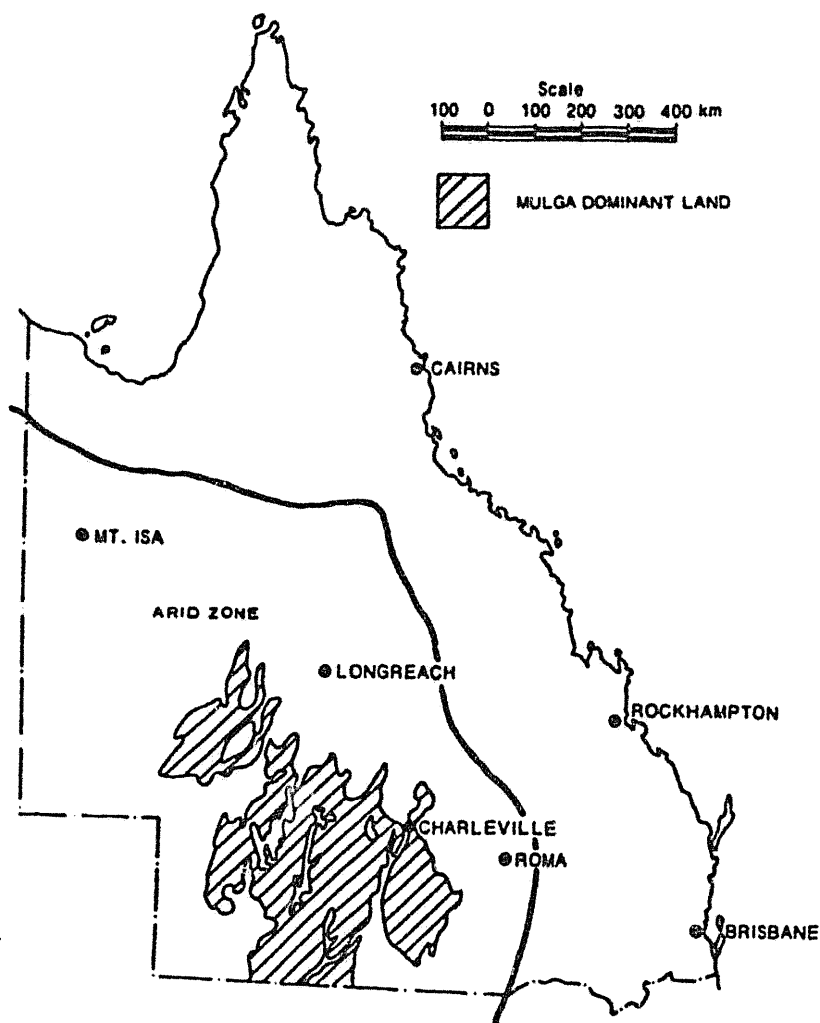 Scale
100 0 100 200 300 400 km
MULGA DOMINANT LAND
CAIRNS
MT. ISA
ARID ZONE
LONGREACH
ROCKHAMPTON
CHARLEVILLE
ROMA
BRISBANE